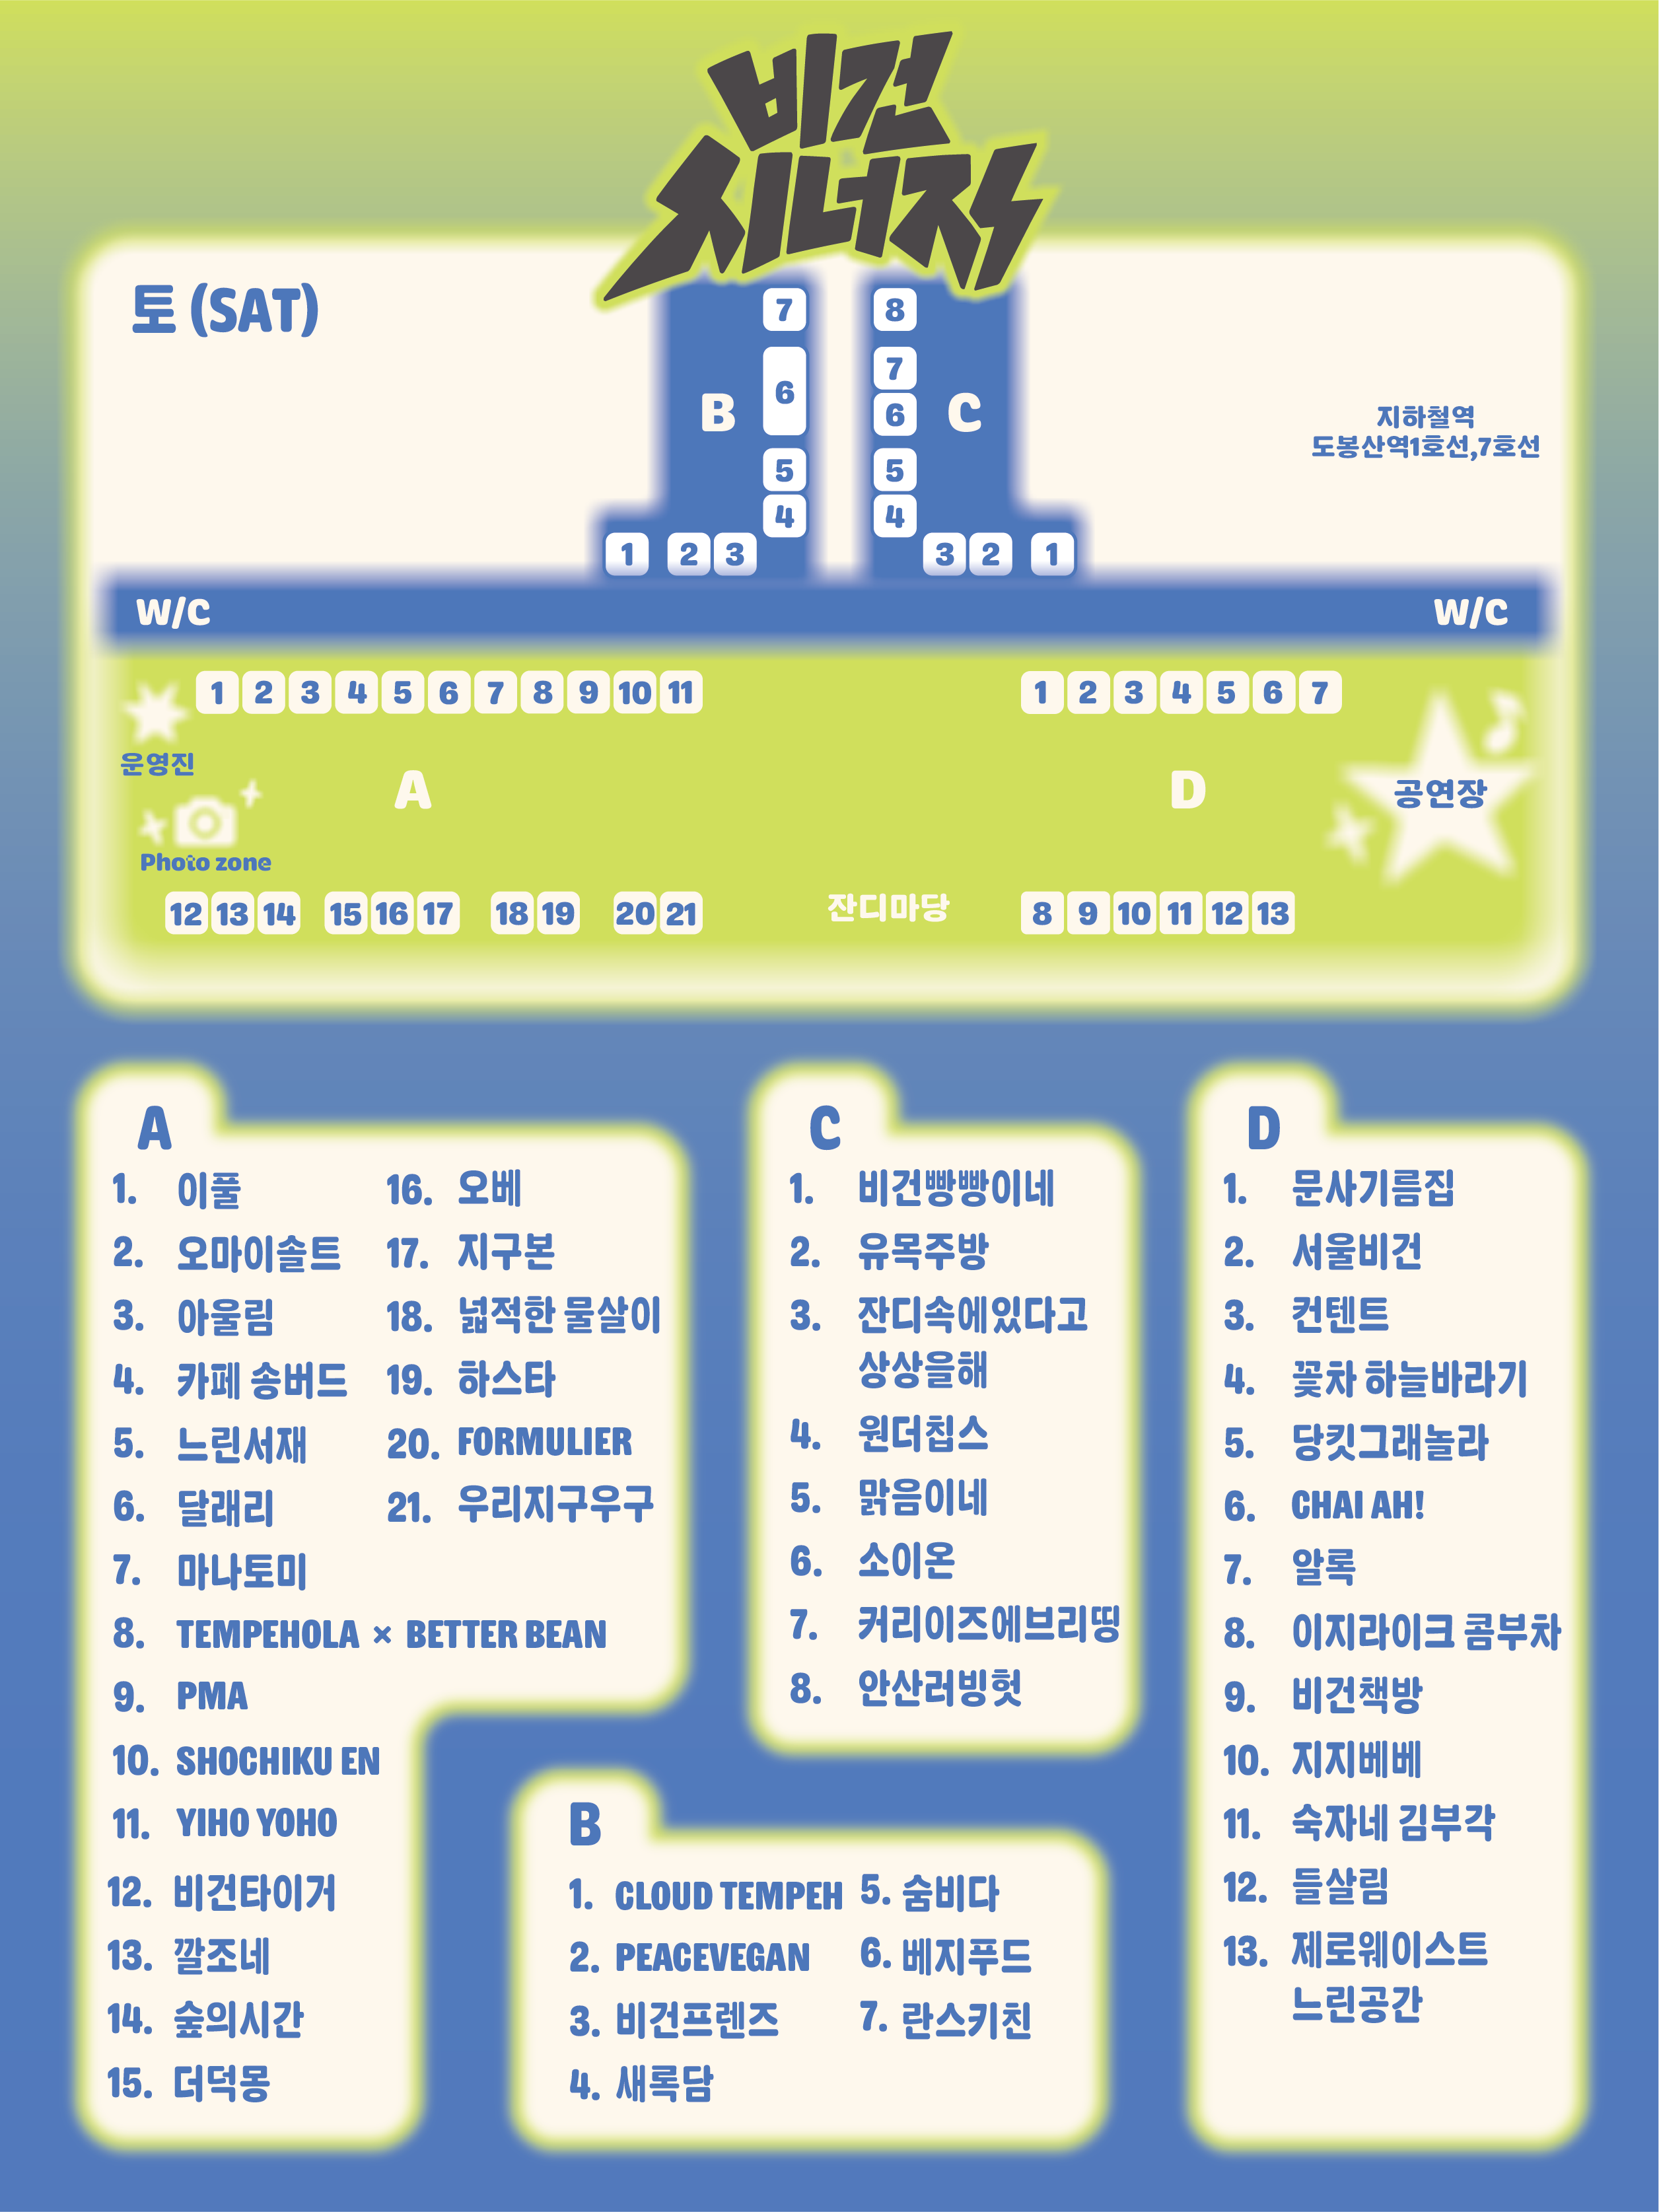 비건
시너지
토 (SAT)
7
8
6
7
6
B
C
5
5
4
4
1 2 3
3 2 1
지하철역
도봉산역1호선,7호선
W/C
W/C
1 2 3 4 5 6 7 8 9 10 11
1 2 3 4 5 6 7
운영진
A
D
공연장
Photo zone
12 13 14 15 16 17 18 19 20 21
잔디마당
8 9 10 11 12 13
A
1. 이풀
2. 오마이솔트
3. 아울림
4. 카페 송버드
5. 느린서재
6. 달래리
7. 마나토미
8. TEMPEHOLA × BETTER BEAN
9. PMA
10. SHOCHIKU EN
11. YIHO YOHO
12. 비건타이거
13. 깔조네
14. 숲의시간
15. 더덕몽
16. 오베
17. 지구본
18. 넓적한 물살이
19. 하스타
20. FORMULIER
21. 우리지구우구
B
1. CLOUD TEMPEH
2. PEACEVEGAN
3. 비건프렌즈
4. 새록담
5. 숨비다
6. 베지푸드
7. 란스키친
C
1. 비건빵빵이네
2. 유목주방
3. 잔디속에있다고
상상을해
4. 원더칩스
5. 맑음이네
6. 소이온
7. 커리이즈에브리띵
8. 안산러빙헛
D
1. 문사기름집
2. 서울비건
3. 컨텐트
4. 꽃차 하늘바라기
5. 당킷그래놀라
6. CHAI AH!
7. 알록
8. 이지라이크 콤부차
9. 비건책방
10. 지지베베
11. 숙자네 김부각
12. 들살림
13. 제로웨이스트
느린공간